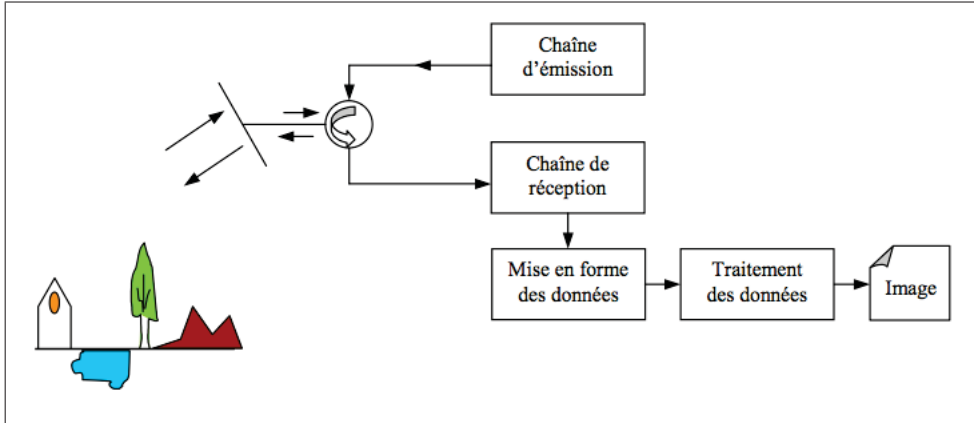 Chaîne
d'émission
Chaîne de
réception
Mise en forme
des données
Traitement
des données
Image